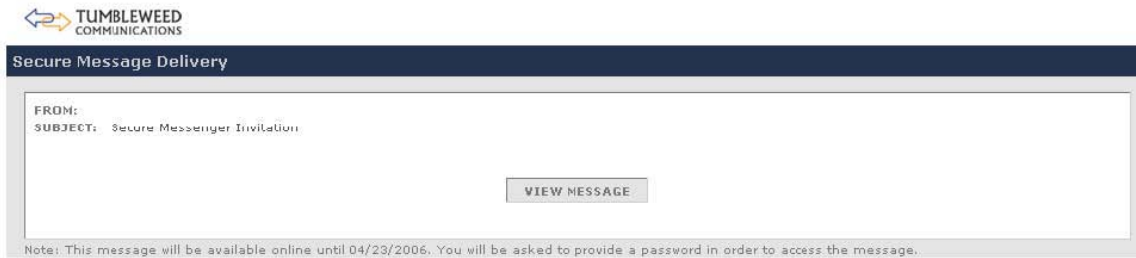 TUMBLEWEED
COMMUNICATIONS
Secure Message Delivery
FROM:
SUBJECT: Secure Messenger Invitation
VIEW MESSAGE
Note: This message will be available online until 04/23/2006. You will be asked to provide a password in order to access the message.